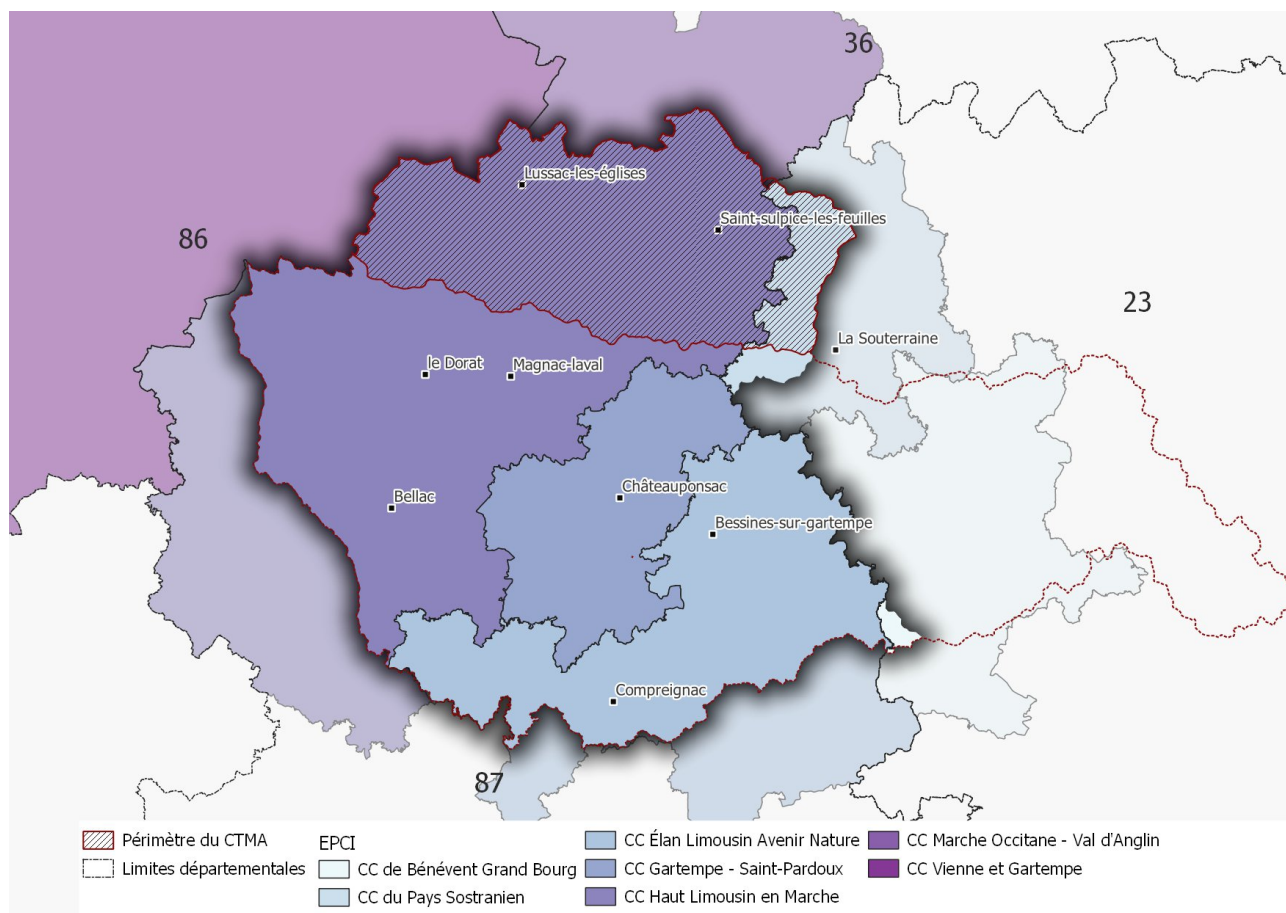 36
Lussac-les-églises
Saint-sulpice-les-feuilles
86
23
La Souterraine
le Dorat
Magnac-laval
Bellac
Châteauponsac
Bessines-sur-gartempe
Compreignac
87
Périmètre du CTMA
Limites départementales
EPCI
CC de Bénévent Grand Bourg
CC du Pays Sostranien
CC Élan Limousin Avenir Nature
CC Gartempe - Saint-Pardoux
CC Haut Limousin en Marche
CC Marche Occitane - Val d'Anglin
CC Vienne et Gartempe